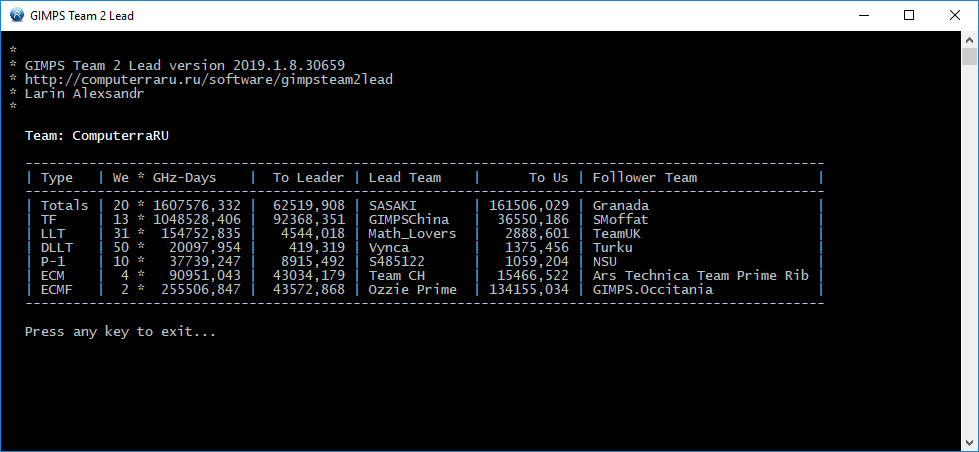 GIMPS Team 2 Lead
*
* GIMPS Team 2 Lead version 2019.1.8.30659
* http://computerraru.ru/software/gimpsteam2lead
* Larin Alexsandr
*
Team: ComputerraRU
----------------------------------------------------------------------------------------------------
| Type   | We * GHz-Days    |  To Leader | Lead Team    |      To Us | Follower Team               |
----------------------------------------------------------------------------------------------------
| Totals | 20 * 1607576,332 |  62519,908 | SASAKI       | 161506,029 | Granada                     |
| TF     | 13 * 1048528,406 |  92368,351 | GIMPSChina   |  36550,186 | SMoffat                     |
| LLT    | 31 *  154752,835 |   4544,018 | Math_Lovers  |   2888,601 | TeamUK                      |
| DLLT   | 50 *   20097,954 |    419,319 | Vynca        |   1375,456 | Turku                       |
| P-1    | 10 *   37739,247 |   8915,492 | S485122      |   1059,204 | NSU                         |
| ECM    |  4 *   90951,043 |  43034,179 | Team CH      |  15466,522 | Ars Technica Team Prime Rib |
| ECMF   |  2 *  255506,847 |  43572,868 | Ozzie Prime  | 134155,034 | GIMPS.Occitania             |
----------------------------------------------------------------------------------------------------
Press any key to exit...